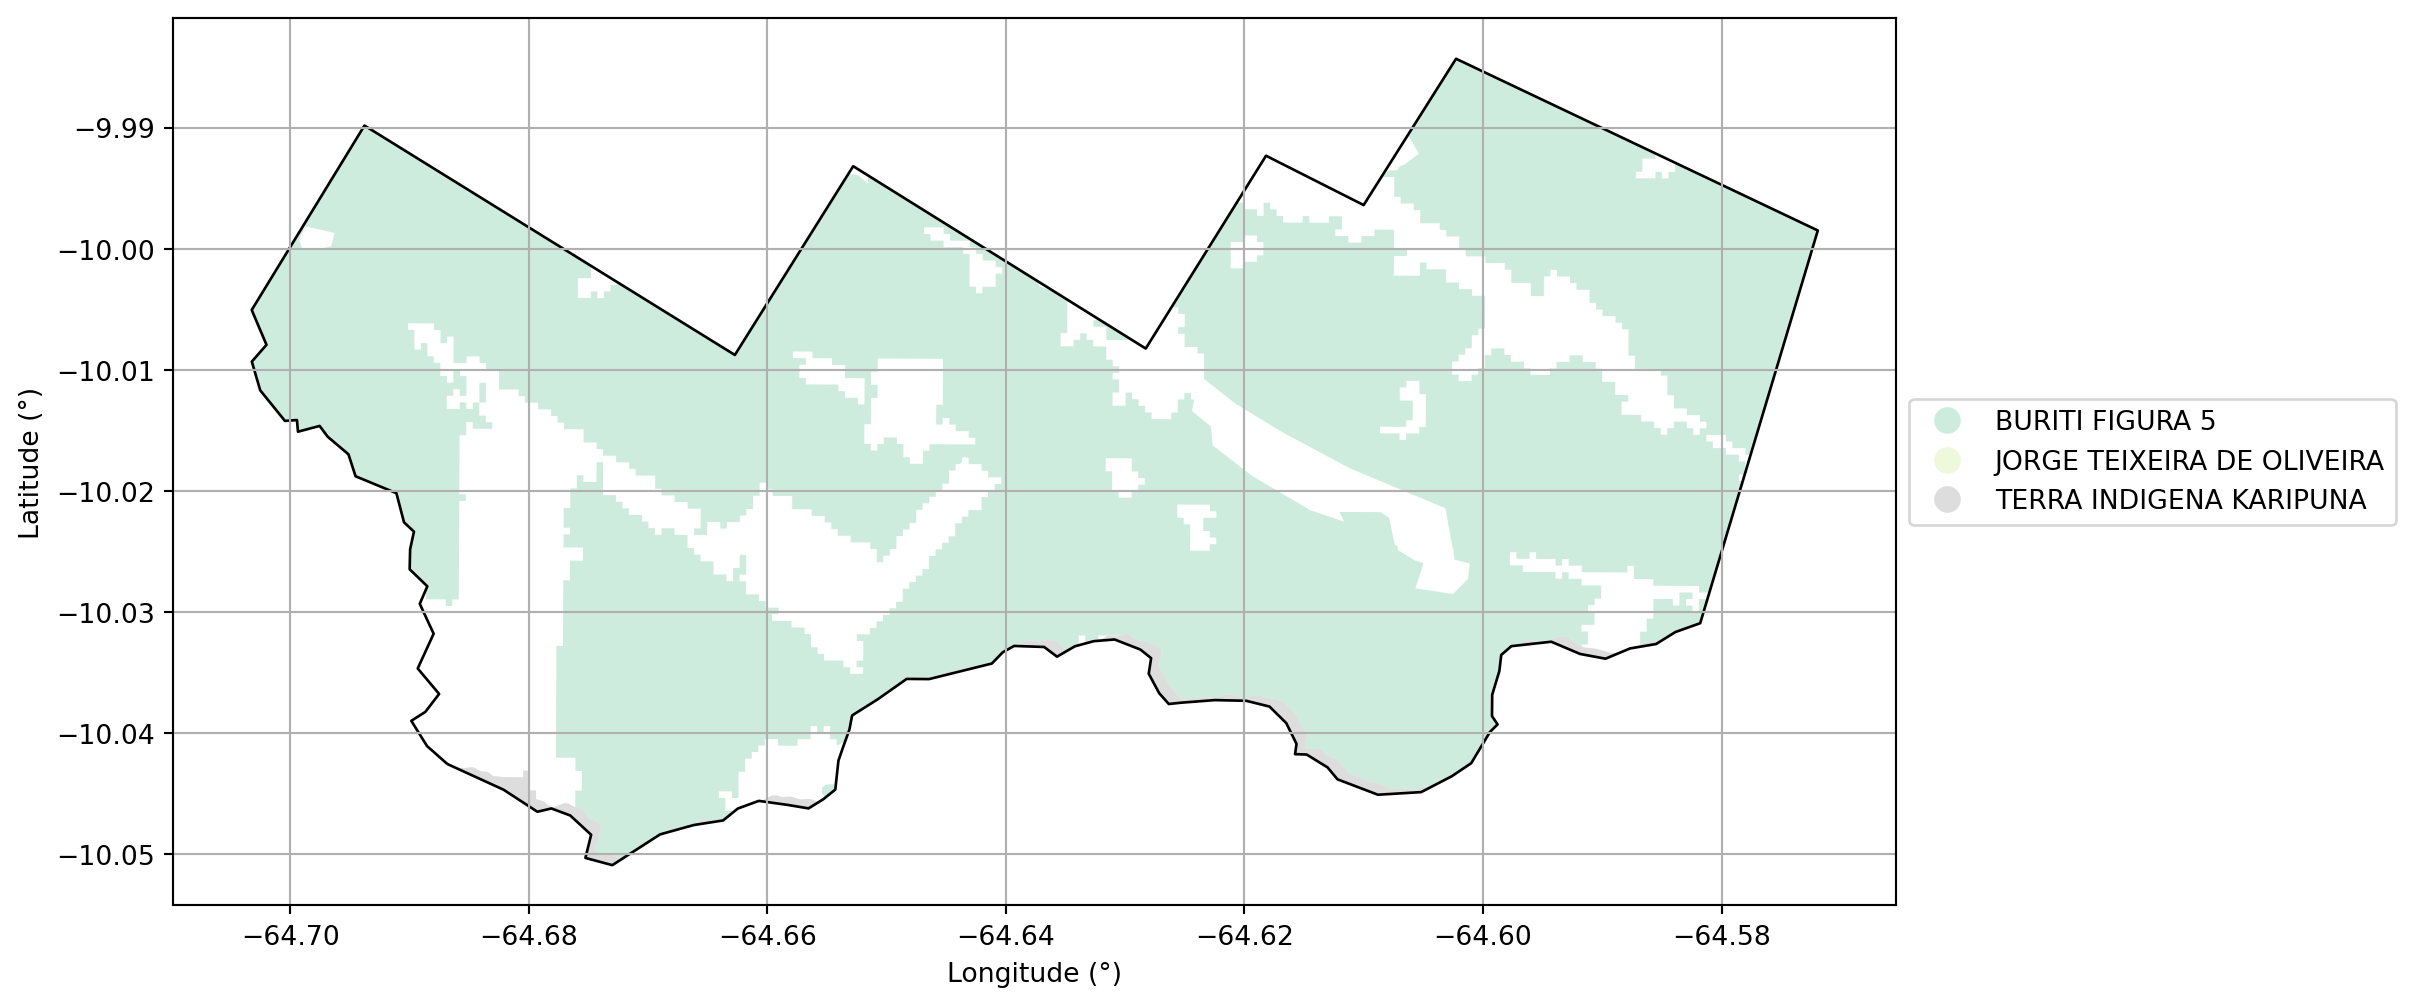 −9.99
−10.00
−10.01
−10.02
−10.03
−10.04
−10.05
Latitude (°)
−64.70 −64.68 −64.66 −64.64 −64.62 −64.60 −64.58
Longitude (°)
BURITI FIGURA 5
JORGE TEIXEIRA DE OLIVEIRA
TERRA INDIGENA KARIPUNA